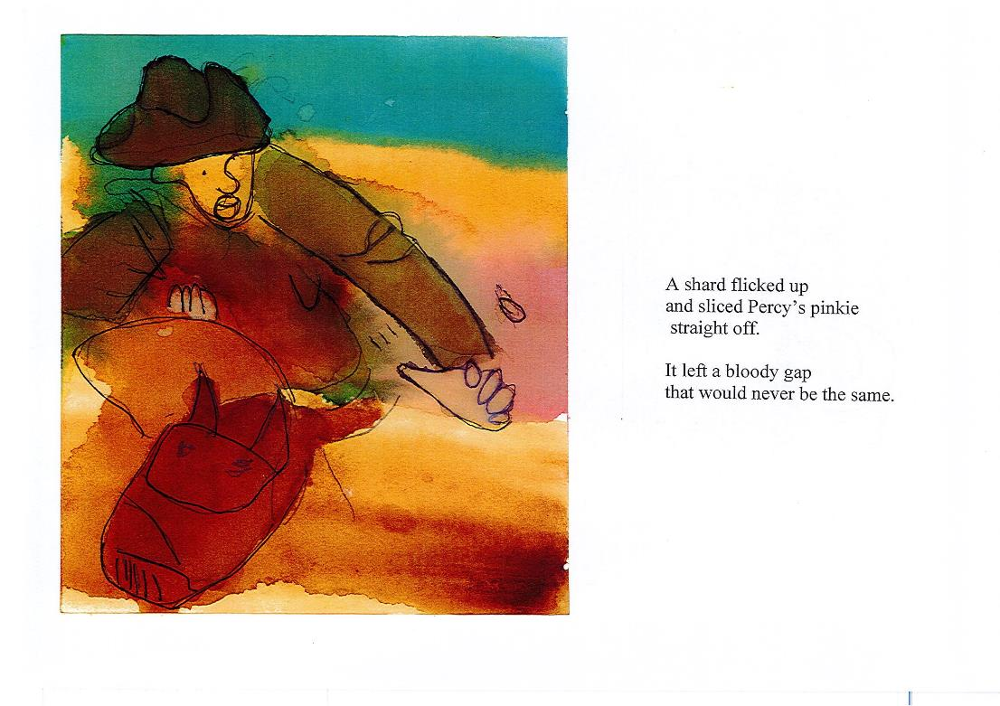 A shard flicked up
and sliced Percy's pinkie
straight off.
It left a bloody gap
that would never be the same.